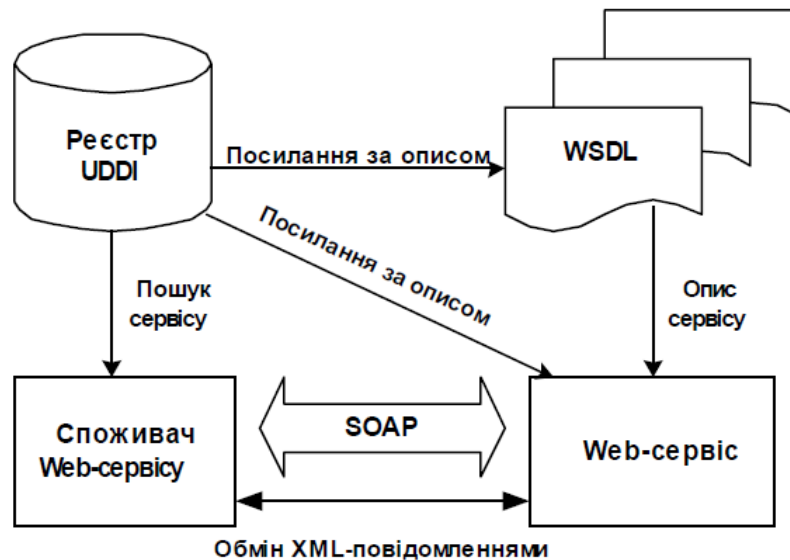 Реєстр
UDDI
Посилання за описом
WSDL
Посилання за описом
Пошук
сервісу
Опис
сервісу
Споживач
Web-сервісу
SOAP
Web-сервіс
Обмін XML-повідомленнями